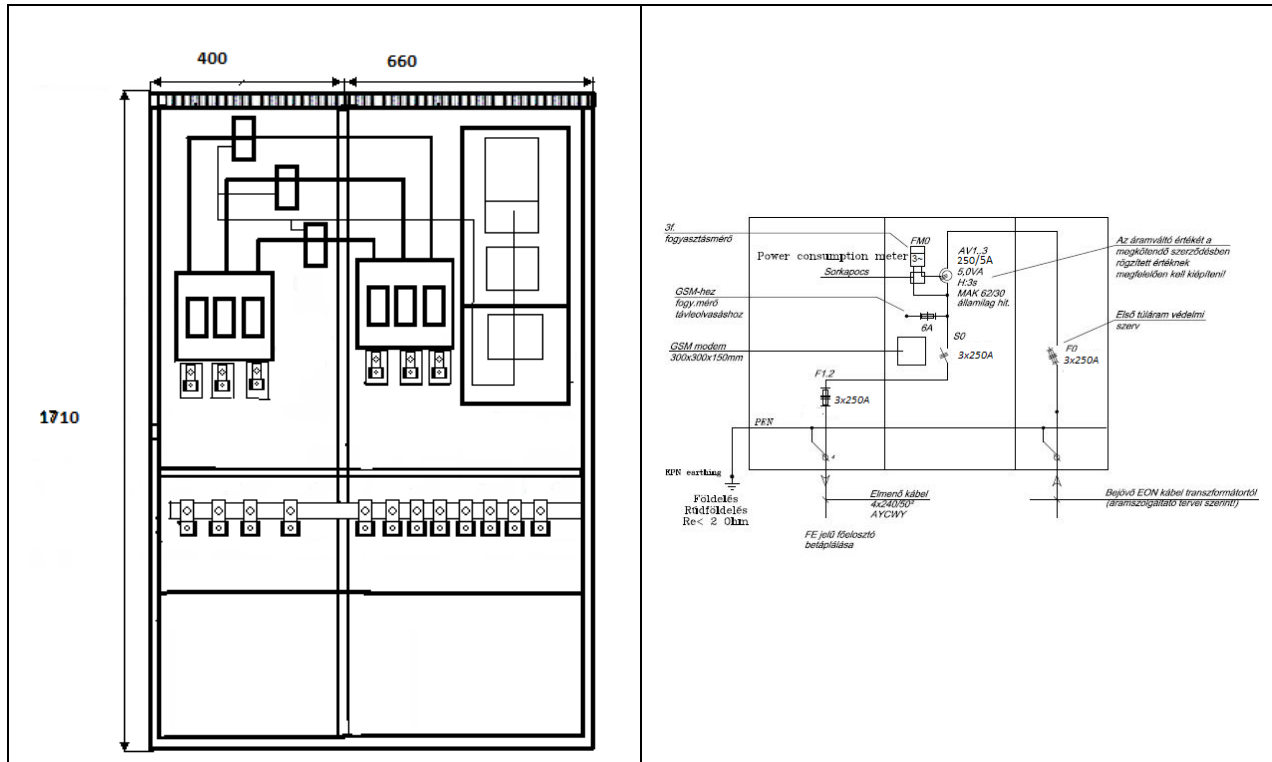 400
660
1710
3f.
fogyasztásmérő
FM0
3~
Power consumption meter
Sorkapocs
AV1..3
250/5A
5,0VA
H:3s
MAK 62/30
államilag hit.
Az áramváltó értékét a
megkötendő szerződésben
rögzített értéknek
megfelelően kell kiépíteni!
GSM-hez
fogy.mérő
távleolvasáshoz
6A
S0
3x250A
Első túláram védelmi
szerv
F0
3x250A
GSM modem
300x300x150mm
F1.2
3x250A
PEN
EPN earthing
4
Földelés
Rúdföldelés
Re< 2 Ohm
Elmenő kábel
4x240/50²
AYCWY
FE jelű főelosztó
betáplálása
Bejövő EON kábel transzformátortól
(áramszolgáltató tervei szerint!)